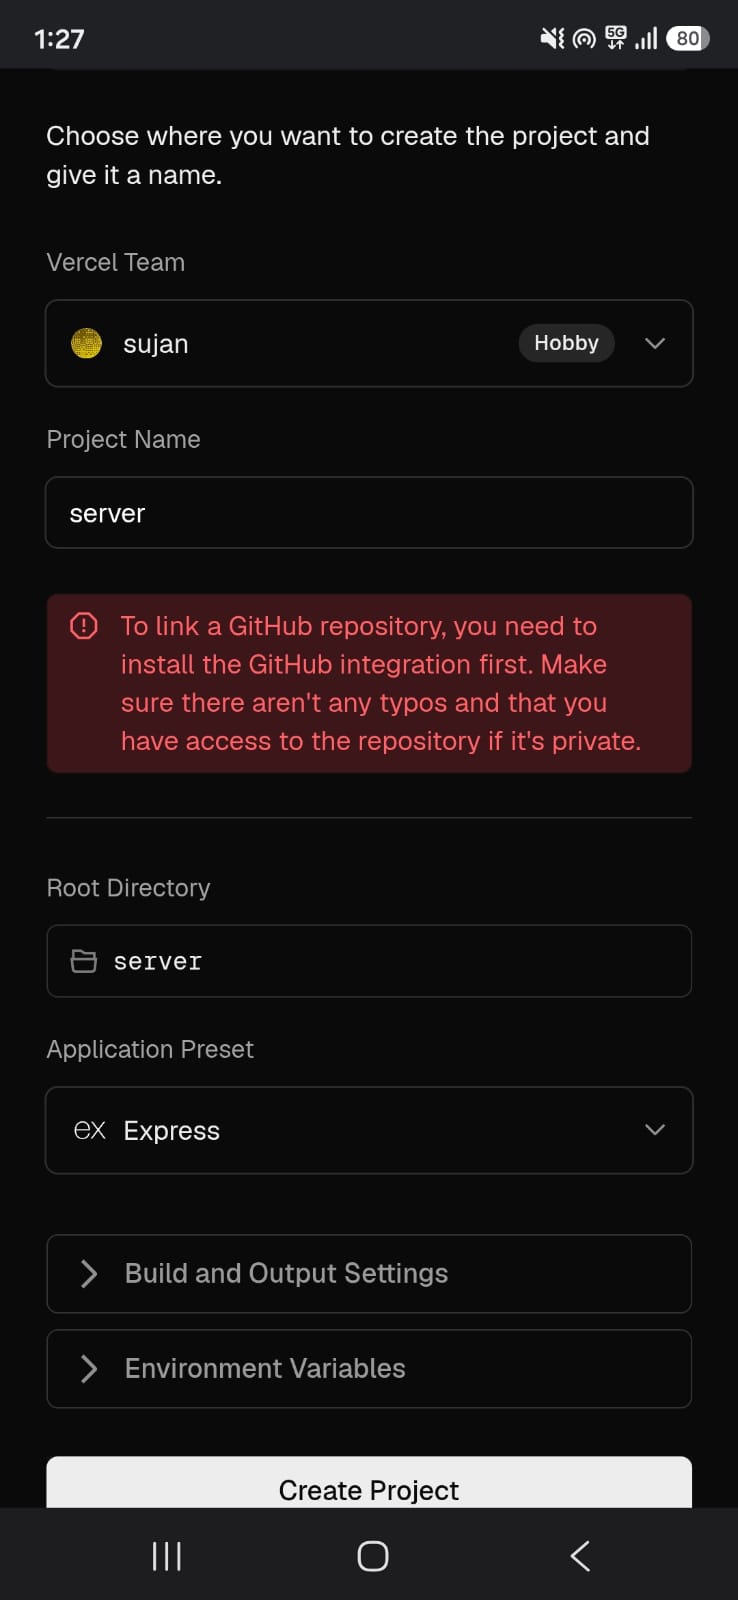 1:27
5G
80
Choose where you want to create the project and
give it a name.
Vercel Team
sujan
Hobby
Project Name
server
To link a GitHub repository, you need to
install the GitHub integration first. Make
sure there aren't any typos and that you
have access to the repository if it's private.
Root Directory
server
Application Preset
ex Express
Build and Output Settings
Environment Variables
Create Project